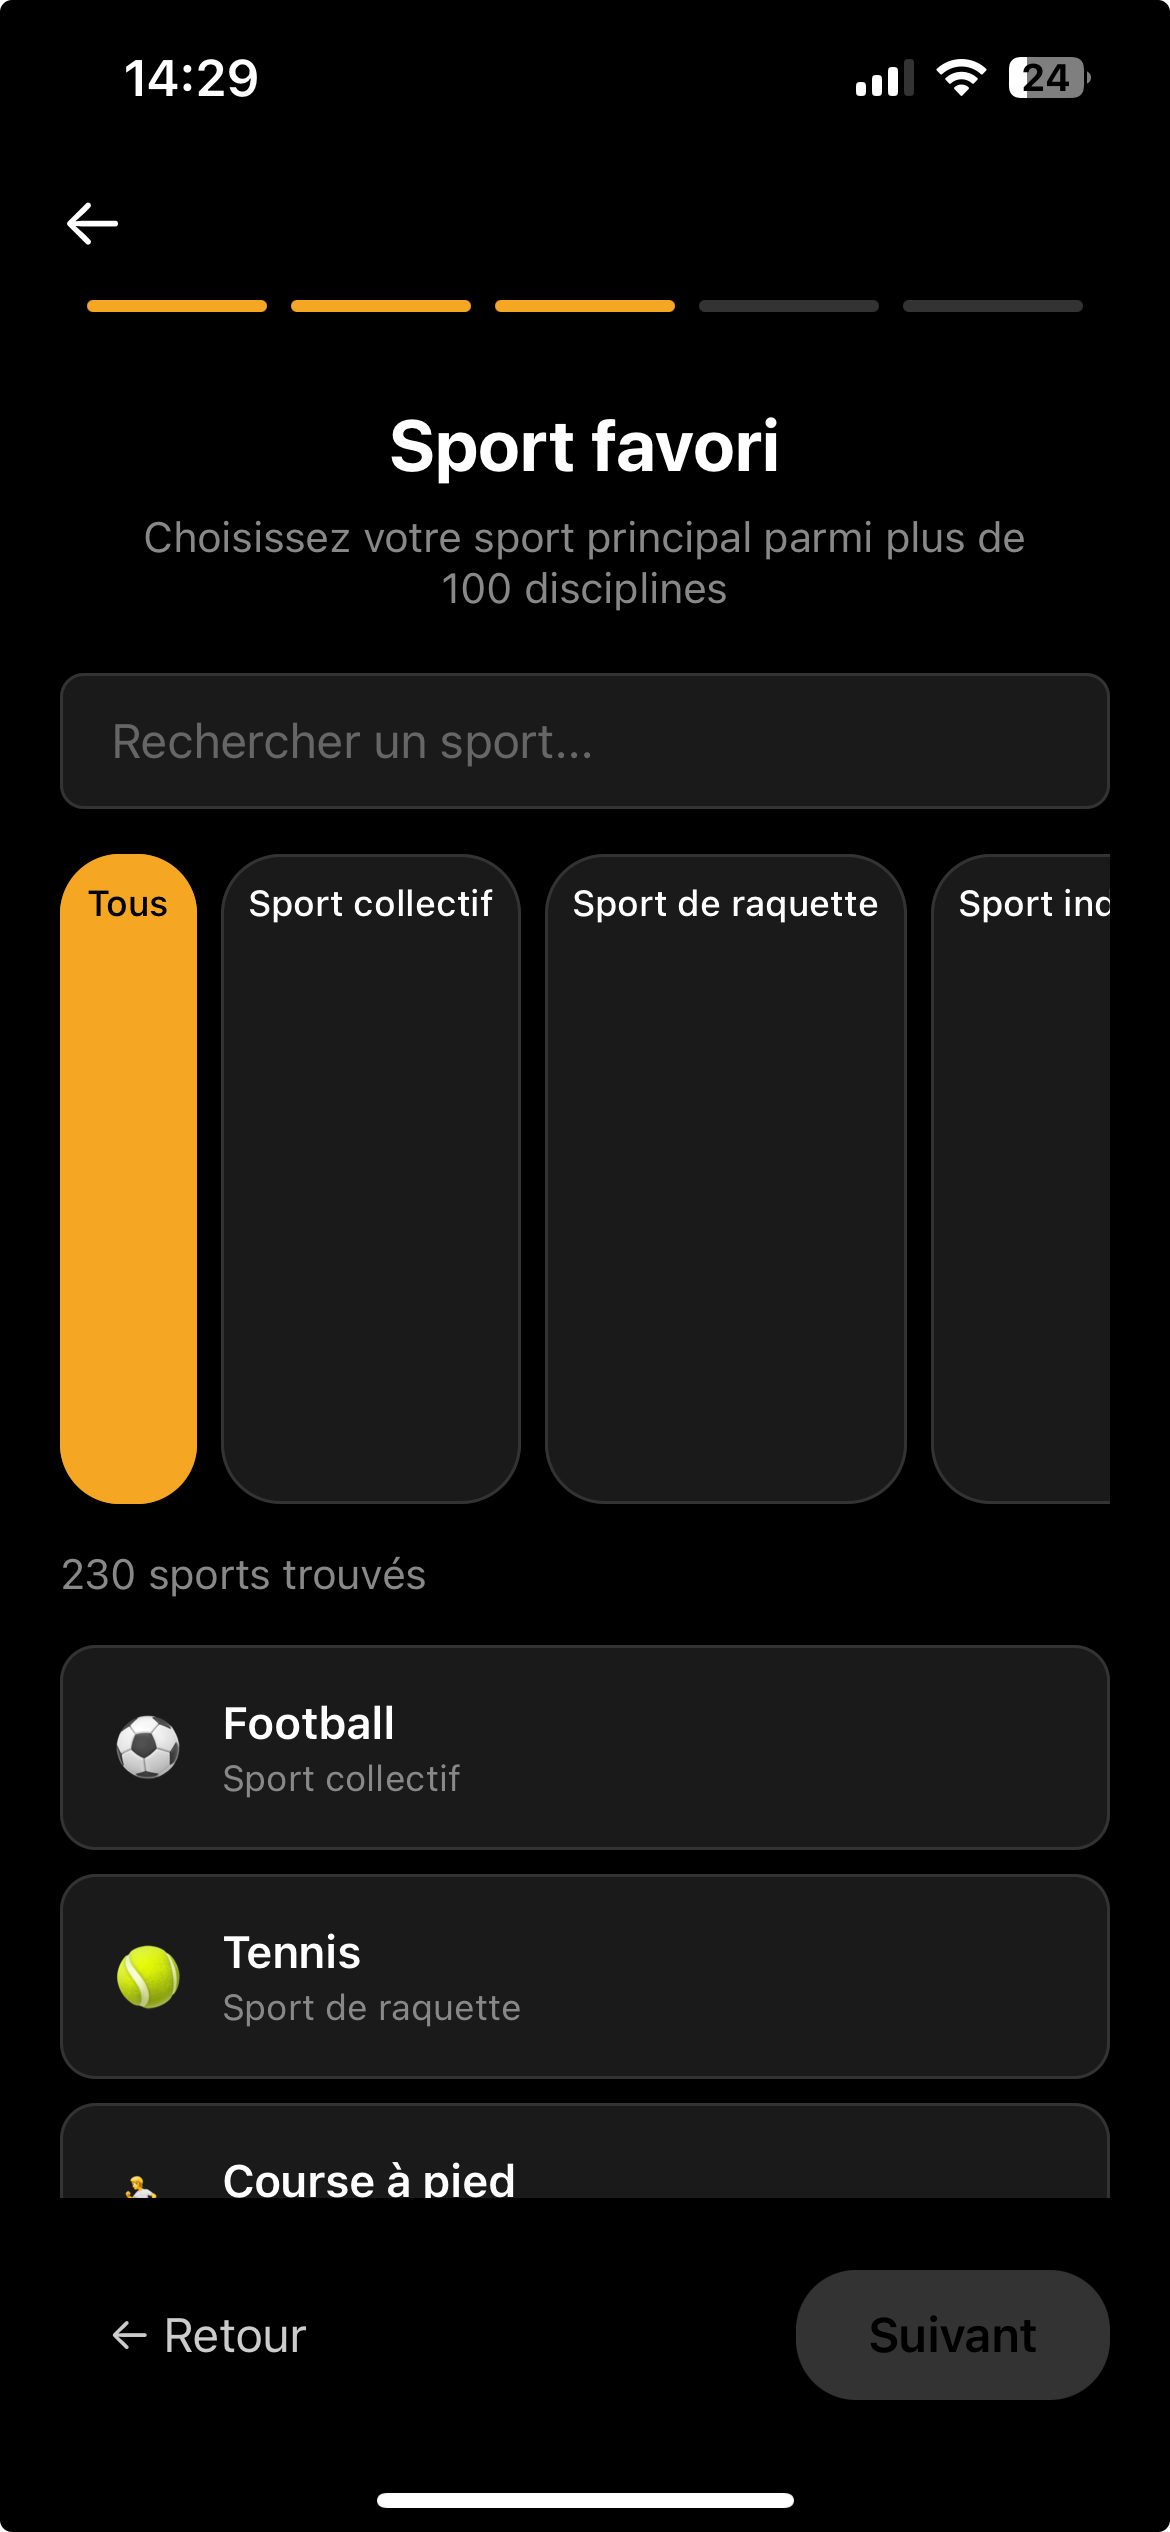 14:29
24
Sport favori
Choisissez votre sport principal parmi plus de
100 disciplines
Rechercher un sport...
Tous
Sport collectif
Sport de raquette
Sport ind
230 sports trouvés
Football
Sport collectif
Tennis
Sport de raquette
Course à pied
← Retour
Suivant